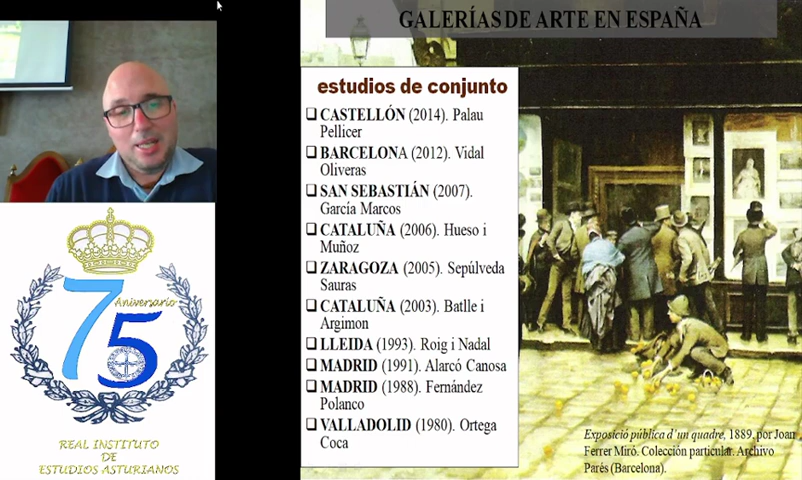 GALERÍAS DE ARTE EN ESPAÑA
estudios de conjunto
CASTELLÓN (2014). Palau
Pellicer
BARCELONA (2012). Vidal
Oliveras
SAN SEBASTIÁN (2007).
García Marcos
CATALUÑA (2006). Hueso i
Muñoz
ZARAGOZA (2005). Sepúlveda
Sauras
CATALUÑA (2003). Batlle i
Argimon
LLEIDA (1993). Roig i Nadal
MADRID (1991). Alarcó Canosa
MADRID (1988). Fernández
Polanco
VALLADOLID (1980). Ortega
Coca
75
Aniversario
REAL INSTITUTO
DE
ESTUDIOS ASTURIANOS
Exposició pública d'un quadre, 1889, por Joan
Ferrer Miró. Colección particular. Archivo
Parés (Barcelona).